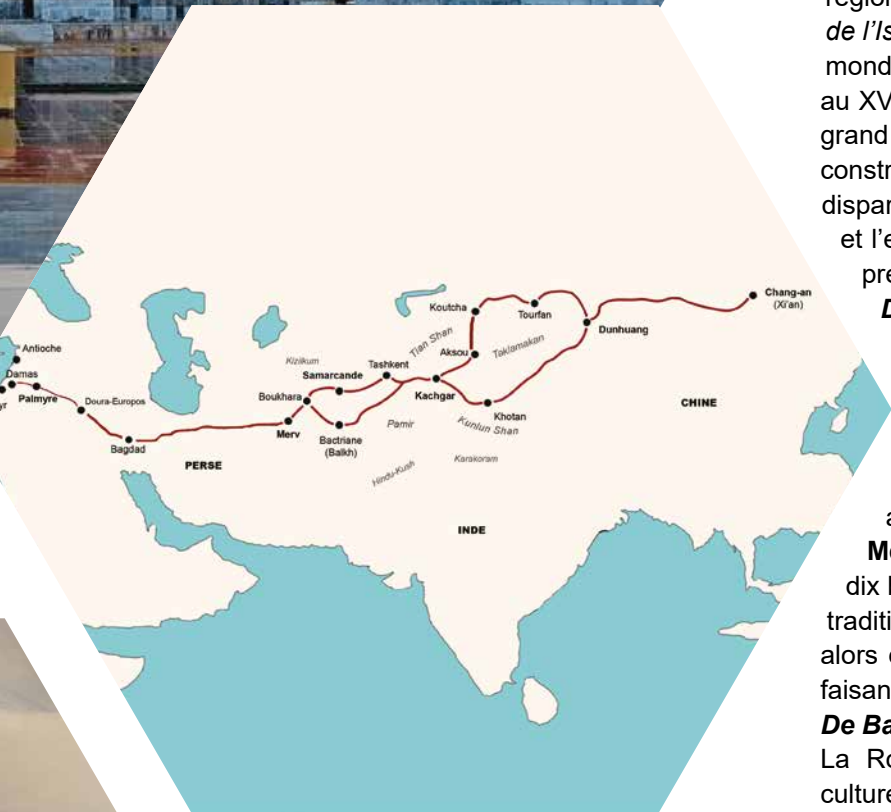 Koutcha
Tourfan
Chang-an
(Xi'an)
Dunhuang
Tian Shan
Aksou
Taklamakan
Antioche
Damas
Palmyre
Doura-Europos
Bagdad
PERSE
Kizilkum
Samarcande
Tashkent
Boukhara
Merv
Bactriane
(Balkh)
Kachgar
Khotan
Pamir
Kunlun Shan
Karakoram
Hindu-Kush
CHINE
INDE
de l'Is
mond
au XV
grand
constr
dispar
et l'e
pre
D
a
Me
dix
traditi
alors
faisan
De Ba
La Ro
culture